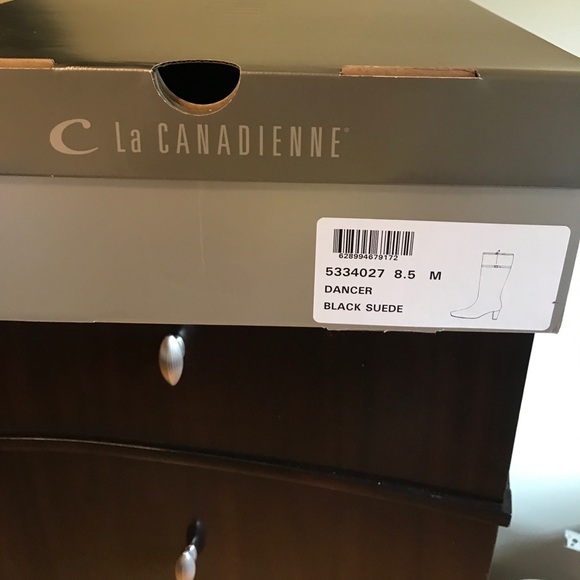 C La CANADIENNE®
628994679172
5334027 8.5 M
DANCER
BLACK SUEDE